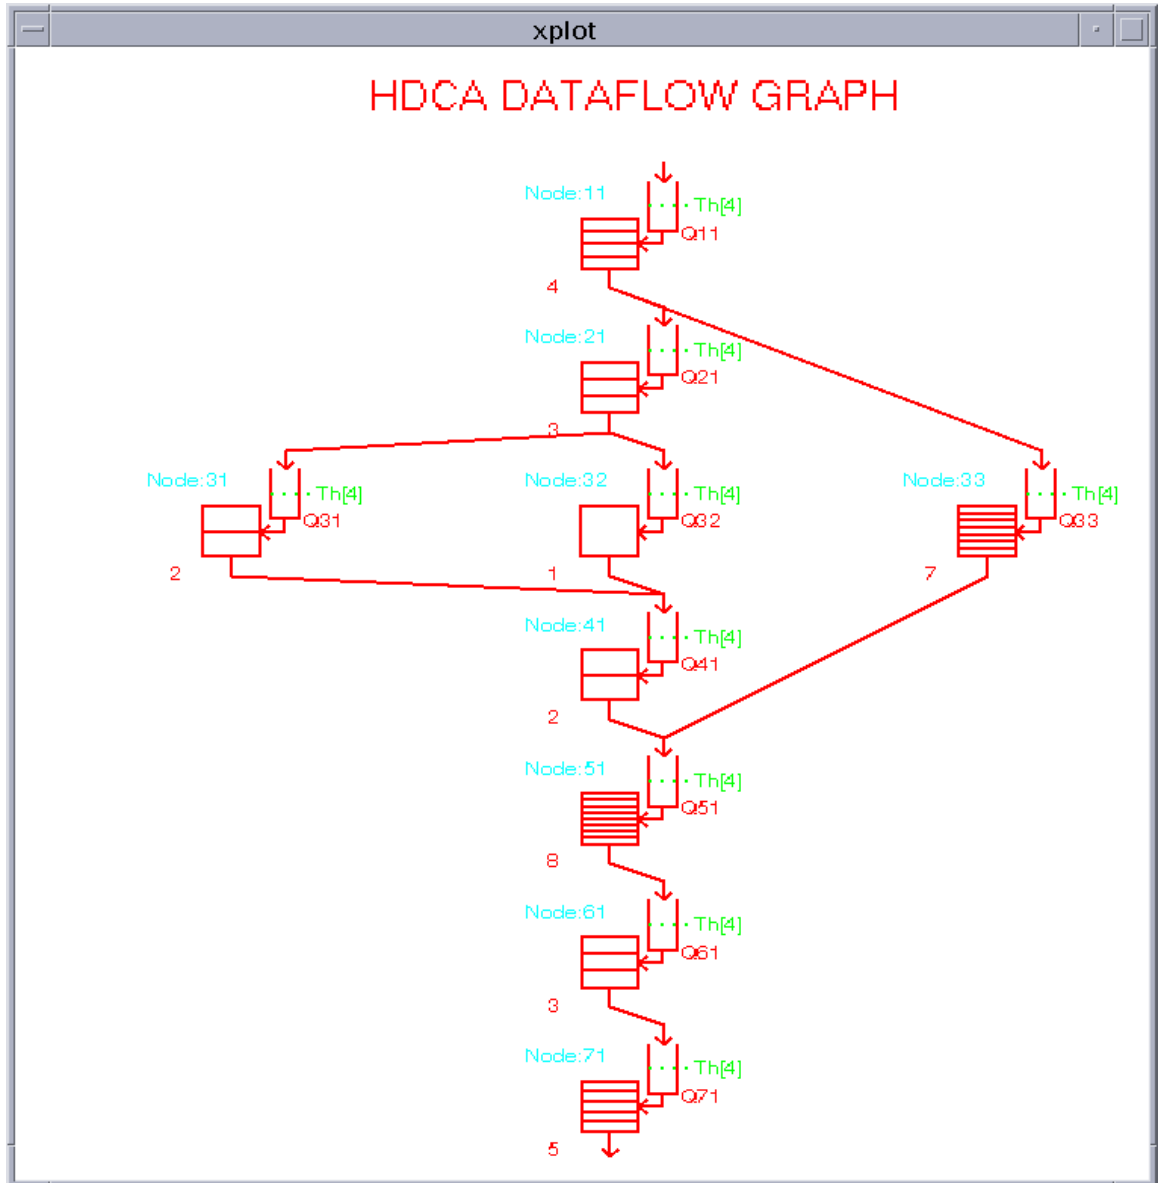 xplot
HDCA DATAFLOW GRAPH
Node:11
Th[4]
Q11
4
Node:21
Th[4]
Q21
3
Node:31
Th[4]
Q31
2
Node:32
Th[4]
Q32
1
Node:33
Th[4]
Q33
7
Node:41
Th[4]
Q41
2
Node:51
Th[4]
Q51
8
Node:61
Th[4]
Q61
3
Node:71
Th[4]
Q71
5